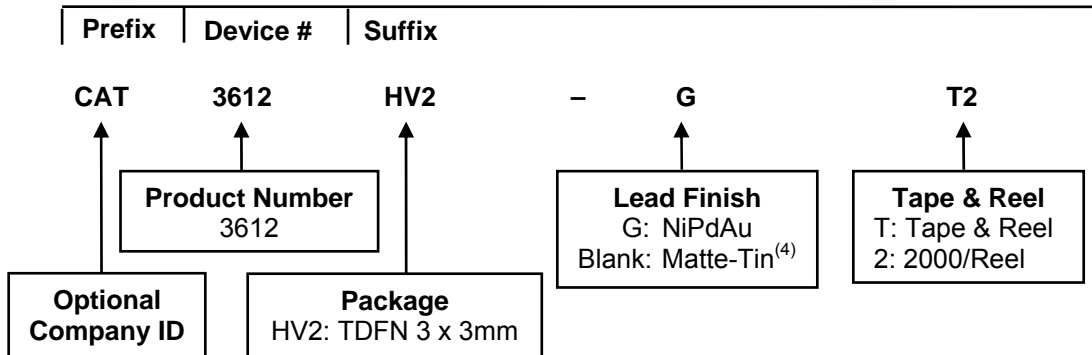 Prefix Device # Suffix
CAT 3612 HV2 – G T2
Product Number
3612
Lead Finish
G: NiPdAu
Blank: Matte-Tin(4)
Tape & Reel
T: Tape & Reel
2: 2000/Reel
Optional
Company ID
Package
HV2: TDFN 3 x 3mm